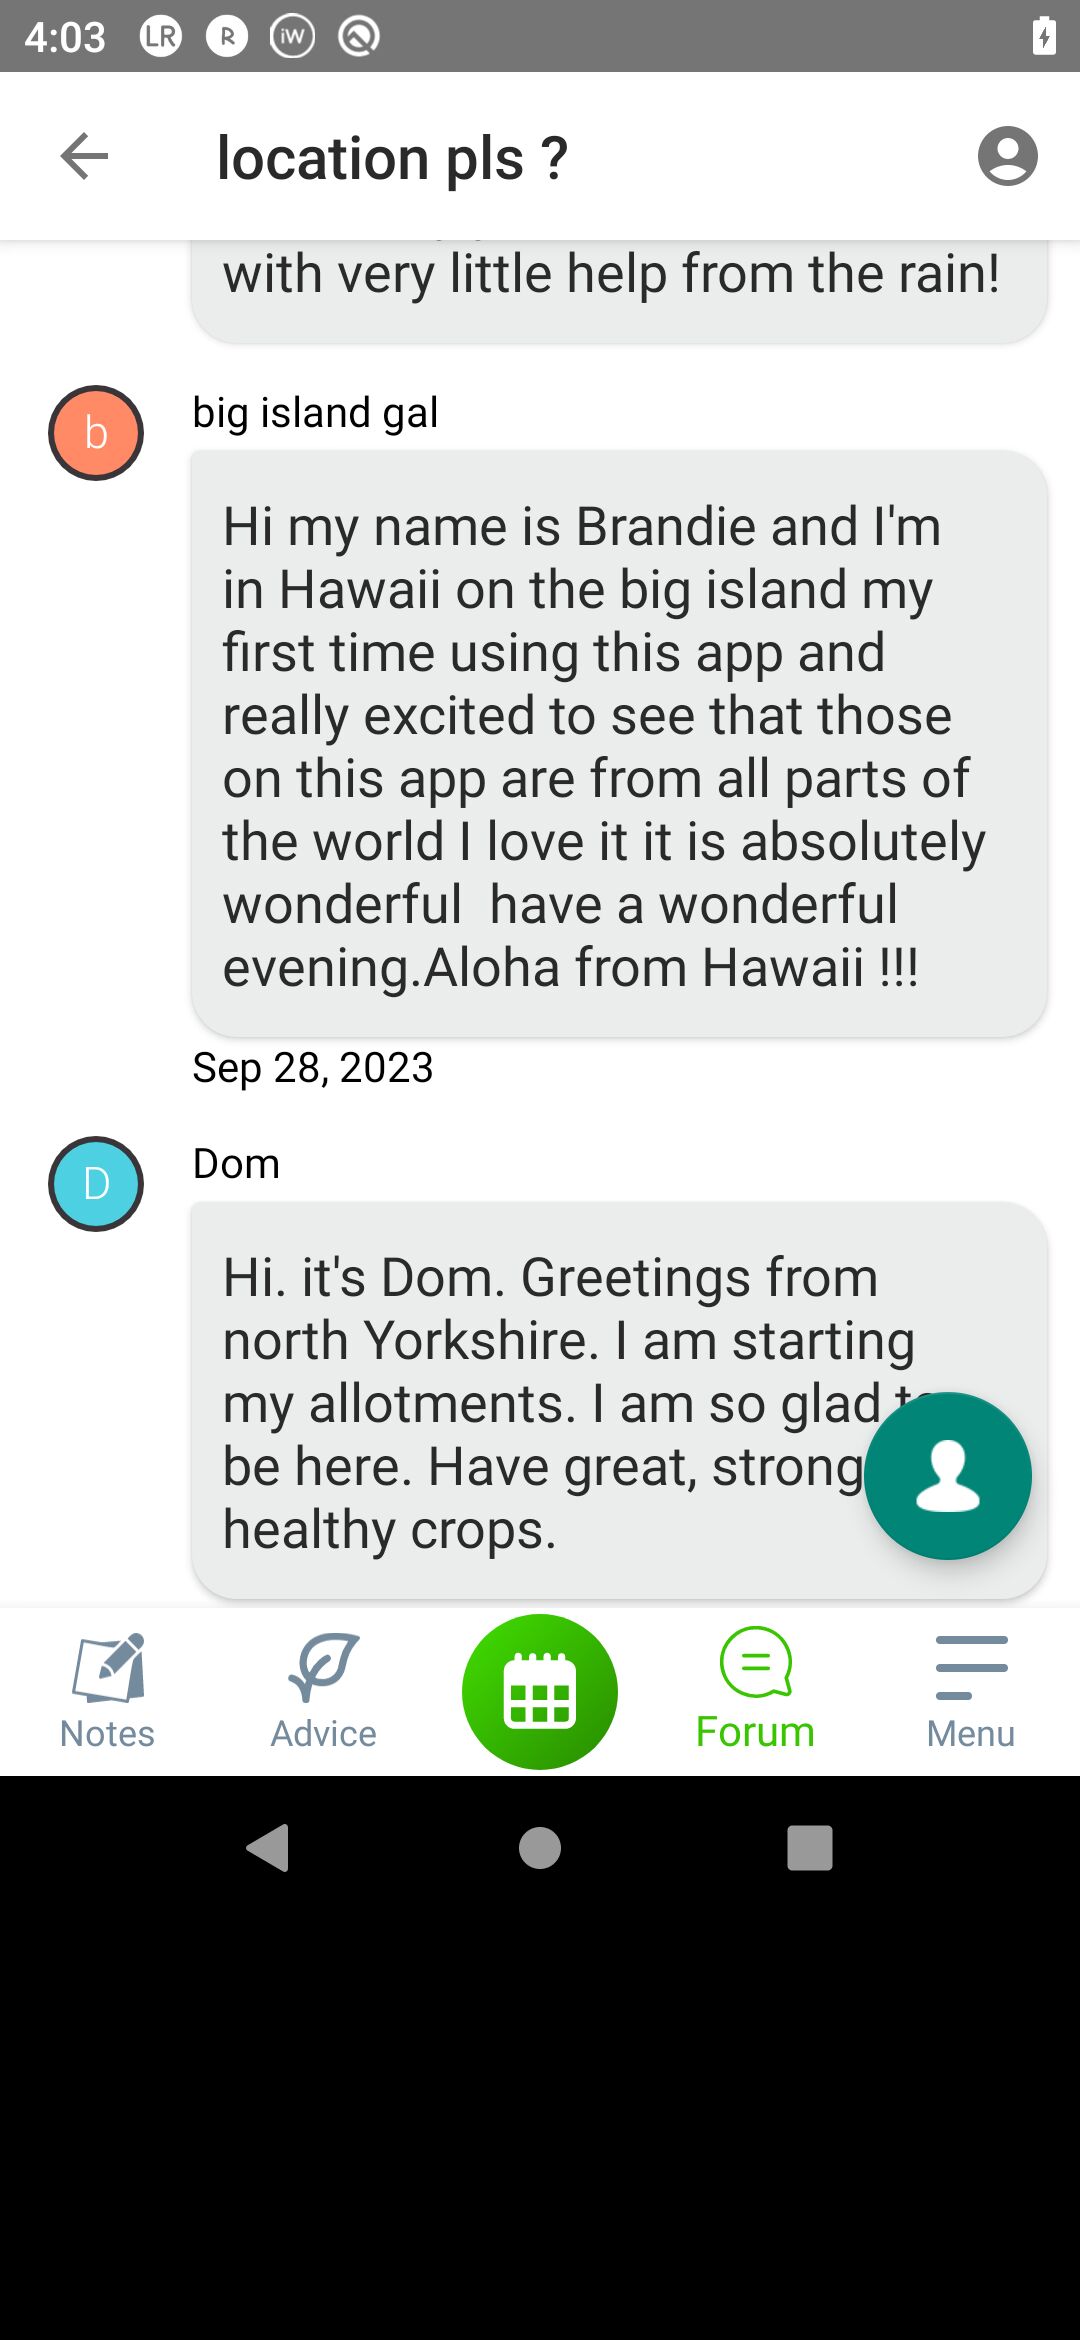 4:03
LR
R
iW
location pls ?
with very little help from the rain!
b
big island gal
Hi my name is Brandie and I'm
in Hawaii on the big island my
first time using this app and
really excited to see that those
on this app are from all parts of
the world I love it it is absolutely
wonderful  have a wonderful
evening.Aloha from Hawaii !!!
Sep 28, 2023
D
Dom
Hi. it's Dom. Greetings from
north Yorkshire. I am starting
my allotments. I am so glad
be here. Have great, strong
healthy crops.
Notes
Advice
Forum
Menu